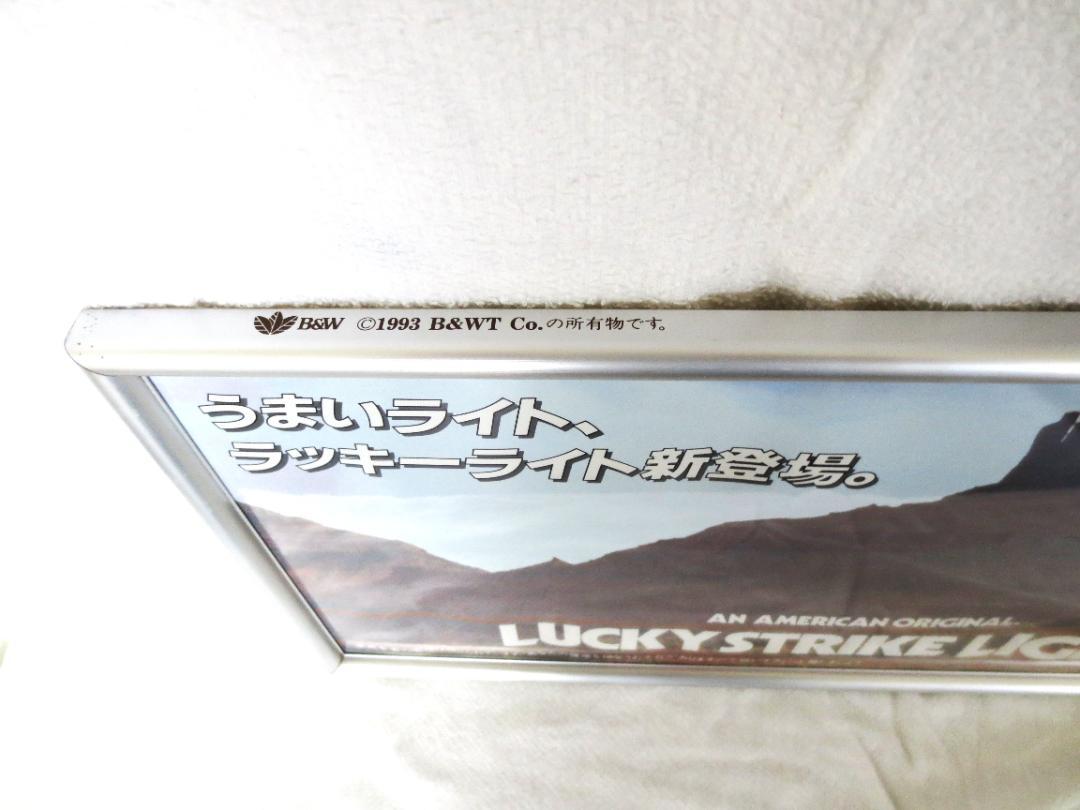 B&W ©1993 B&WT Co.の所有物です。
うまいライト、
ラッキーライト新登場。
AN AMERICAN ORIGINAL
LUCKY STRIKE LIG